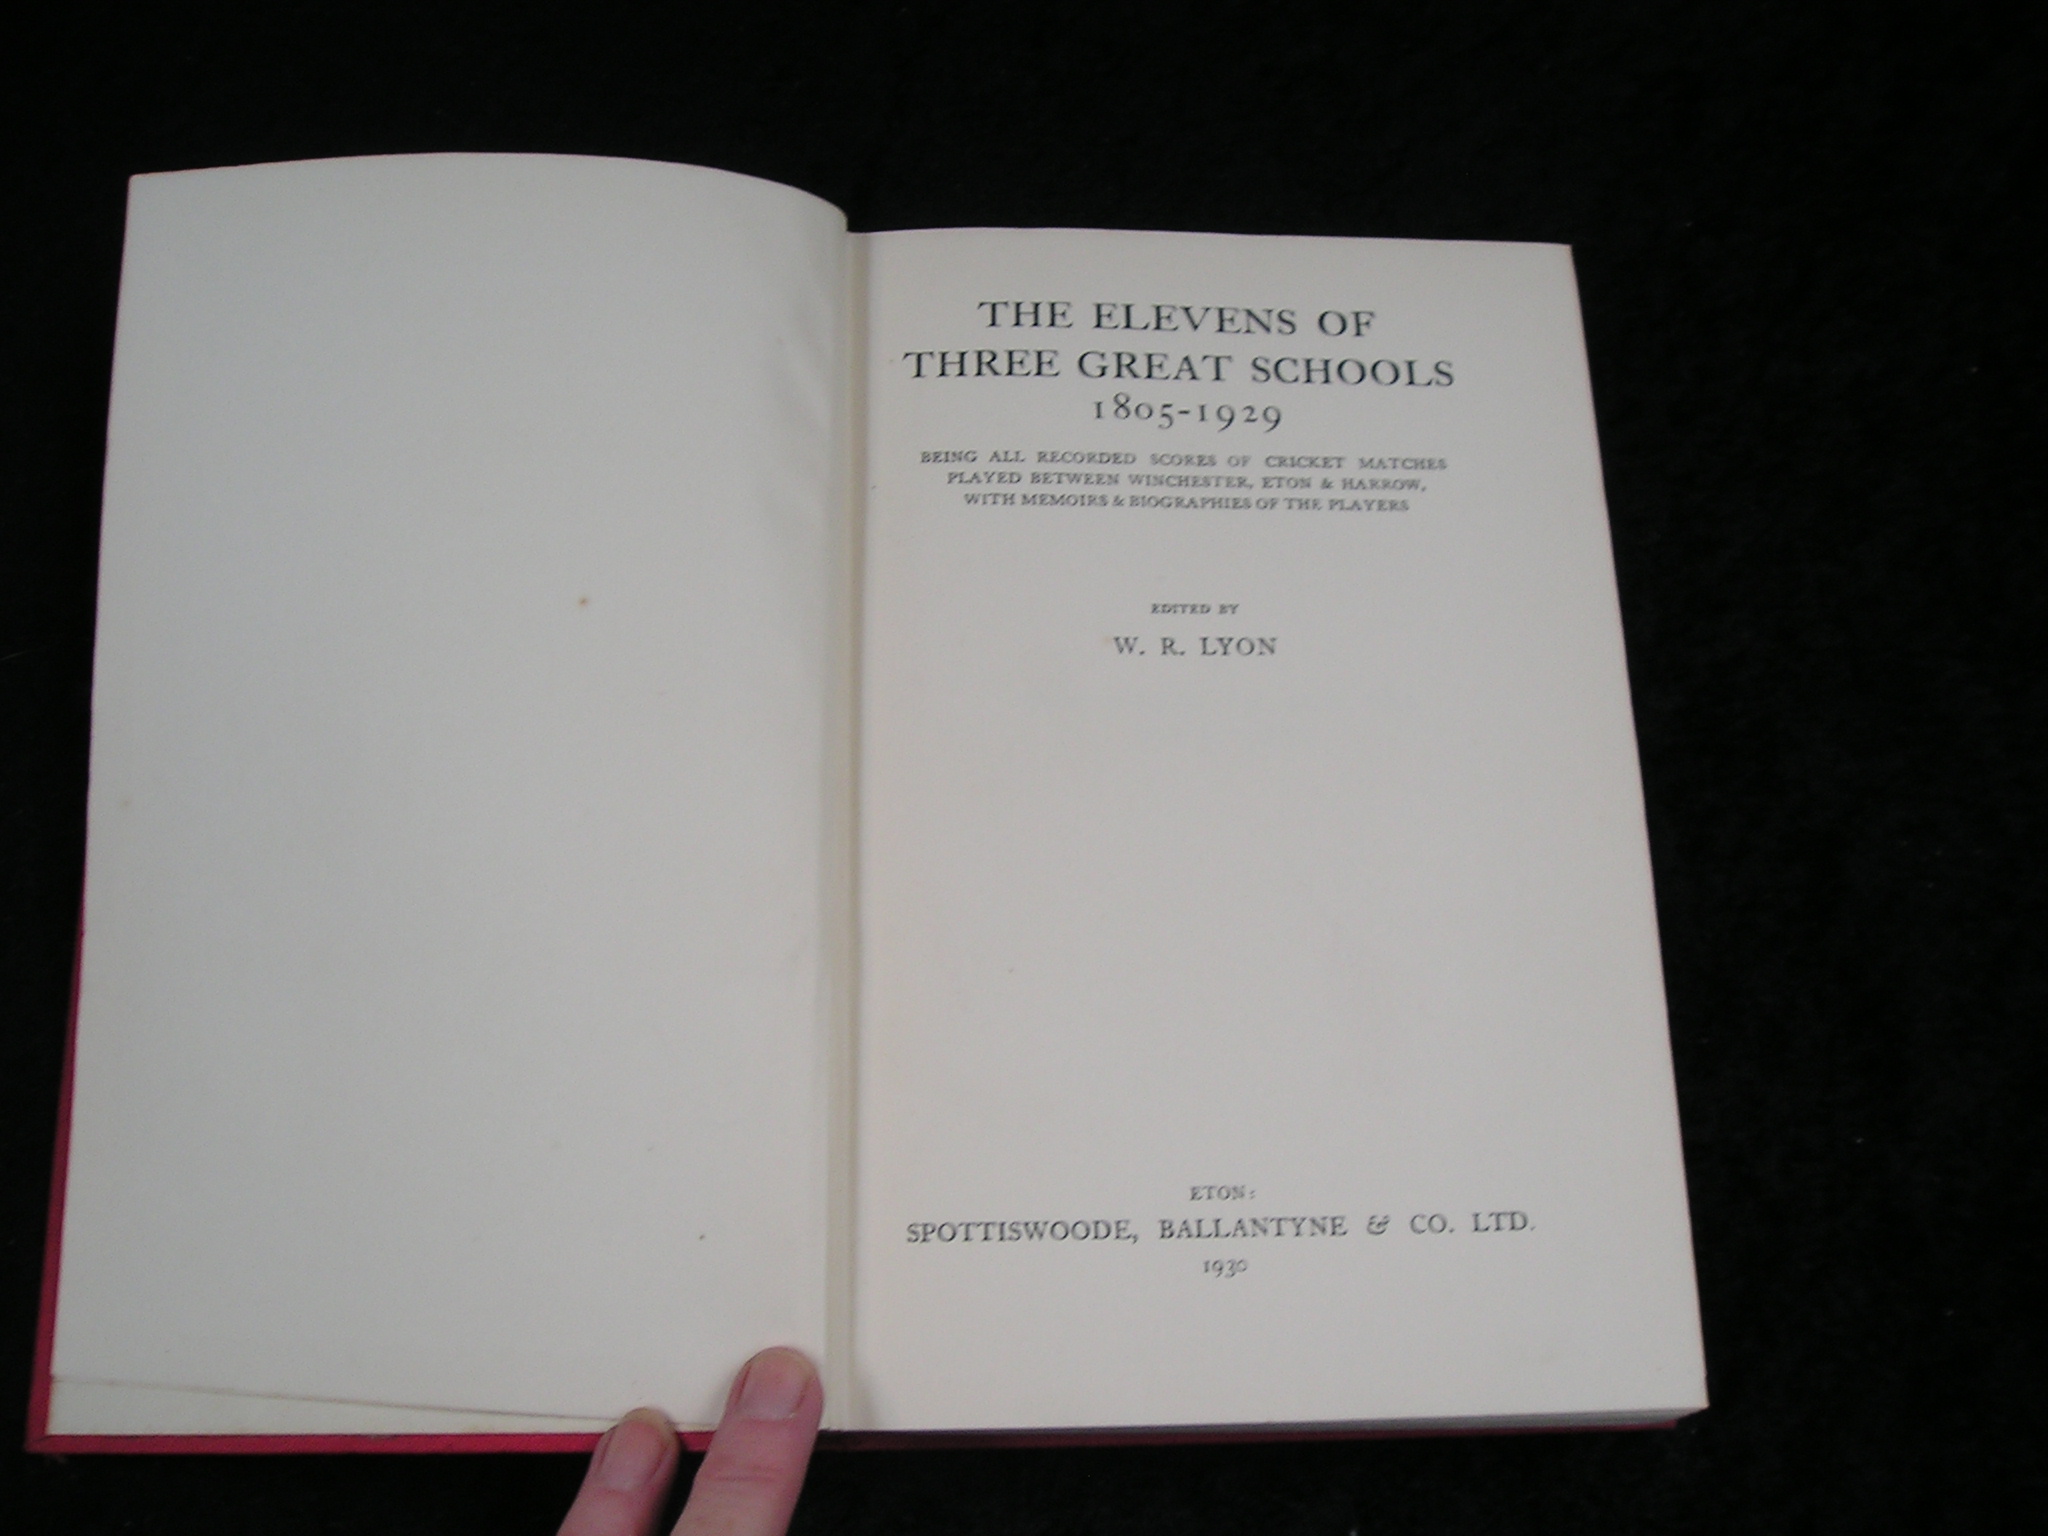 THE ELEVENS OF
THREE GREAT SCHOOLS
1805-1929
BEING ALL RECORDED SCORES OF CRICKET MATCHES
PLAYED BETWEEN WINCHESTER, ETON & HARROW,
WITH MEMOIRS & BIOGRAPHIES OF THE PLAYERS
EDITED BY
W. R. LYON
ETON:
SPOTTISWOODE, BALLANTYNE & CO. LTD.
1930